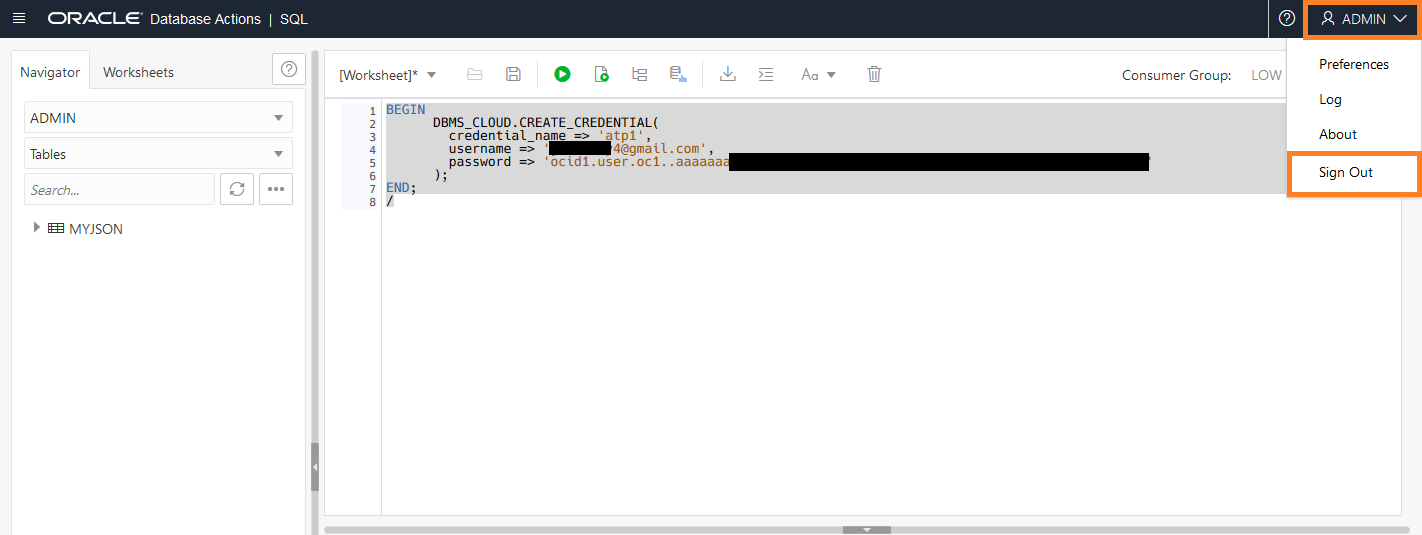 ORACLE Database Actions | SQL
ADMIN
Navigator
Worksheets
[Worksheet]*
Aa
Consumer Group: LOW
Preferences
Log
About
Sign Out
ADMIN
Tables
Search...
MYJSON
1 BEGIN
2 DBMS_CLOUD.CREATE_CREDENTIAL(
3 credential_name => 'atp1',
4 username => '4@gmail.com',
5 password => 'ocid1.user.oc1..aaaaaaa'
6 );
7 END;
8 /